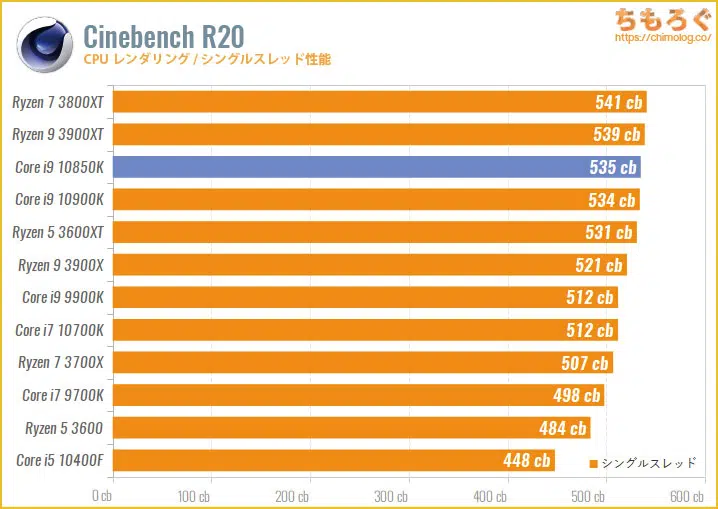 Cinebench R20
CPU レンダリング / シングルスレッド性能
ちもろぐ
https://chimolog.co/
Ryzen 7 3800XT 541 cb
Ryzen 9 3900XT 539 cb
Core i9 10850K 535 cb
Core i9 10900K 534 cb
Ryzen 5 3600XT 531 cb
Ryzen 9 3900X 521 cb
Core i9 9900K 512 cb
Core i7 10700K 512 cb
Ryzen 7 3700X 507 cb
Core i7 9700K 498 cb
Ryzen 5 3600 484 cb
Core i5 10400F 448 cb
シングルスレッド
0 cb 100 cb 200 cb 300 cb 400 cb 500 cb 600 cb